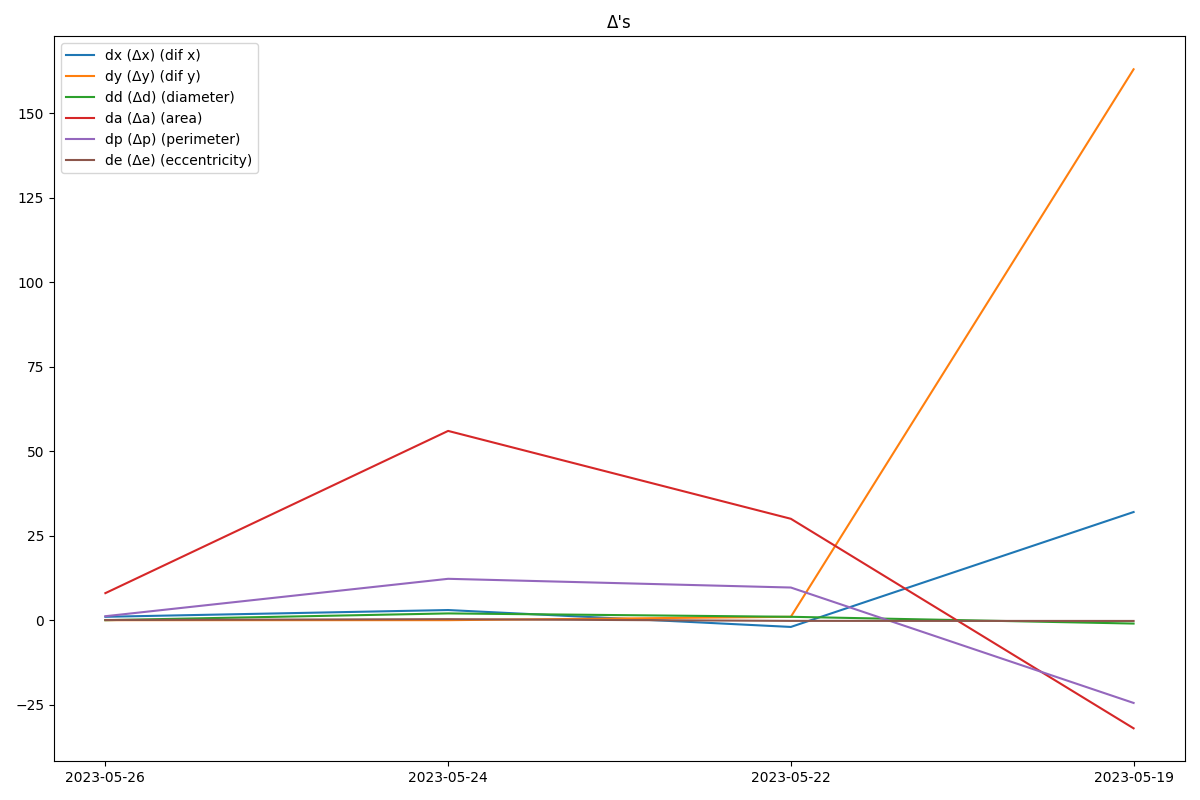 Δ's
dx (Δx) (dif x)
dy (Δy) (dif y)
dd (Δd) (diameter)
da (Δa) (area)
dp (Δp) (perimeter)
de (Δe) (eccentricity)
150
125
100
75
50
25
0
−25
2023-05-26 2023-05-24 2023-05-22 2023-05-19